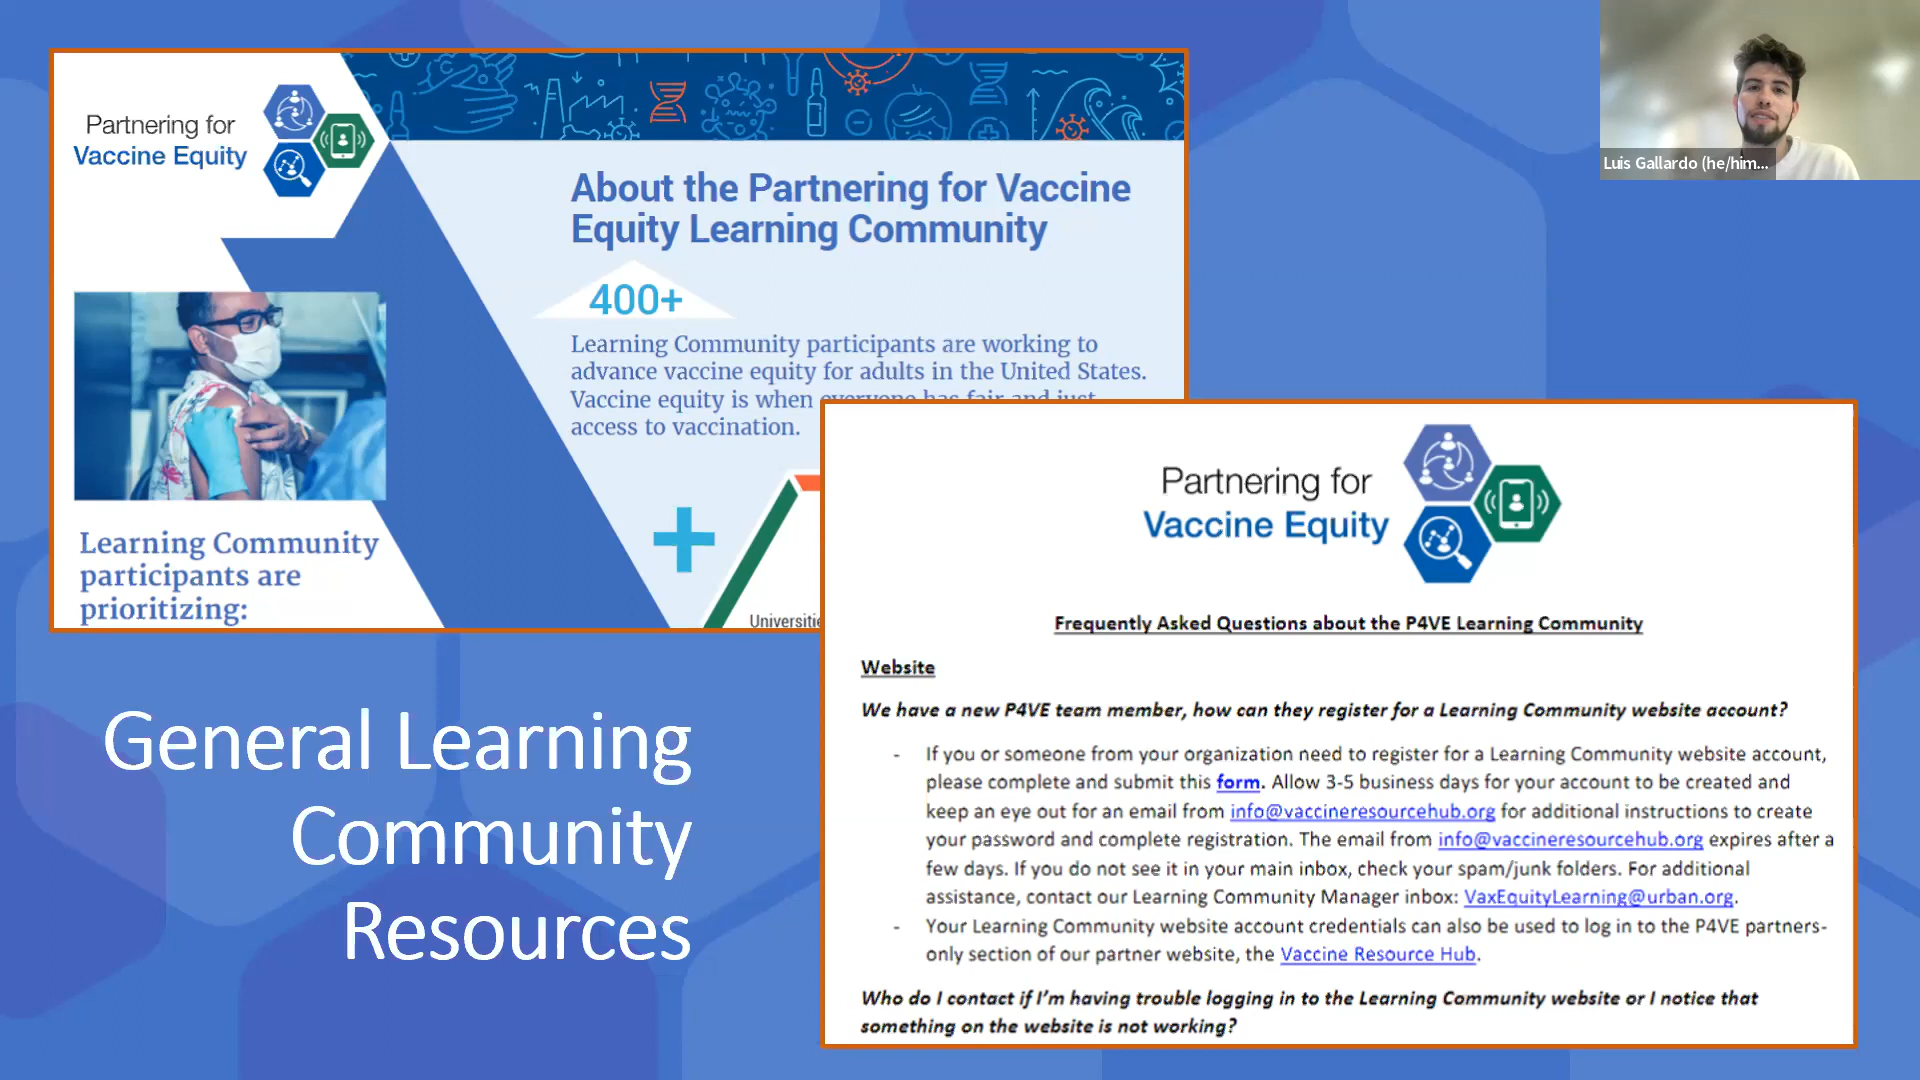 Partnering for
Vaccine Equity
About the Partnering for Vaccine
Equity Learning Community
400+
Learning Community participants are working to
advance vaccine equity for adults in the United States.
Vaccine equity is when everyone has fair and just
access to vaccination.
Learning Community
participants are
prioritizing:
General Learning
Community
Resources
Partnering for
Vaccine Equity
Frequently Asked Questions about the P4VE Learning Community
Website
We have a new P4VE team member, how can they register for a Learning Community website account?
- If you or someone from your organization need to register for a Learning Community website account,
please complete and submit this form. Allow 3-5 business days for your account to be created and
keep an eye out for an email from info@vaccineresourcehub.org for additional instructions to create
your password and complete registration. The email from info@vaccineresourcehub.org expires after a
few days. If you do not see it in your main inbox, check your spam/junk folders. For additional
assistance, contact our Learning Community Manager inbox: VaxEquityLearning@urban.org.
- Your Learning Community website account credentials can also be used to log in to the P4VE partners-
only section of our partner website, the Vaccine Resource Hub.
Who do I contact if I'm having trouble logging in to the Learning Community website or I notice that
something on the website is not working?
Luis Gallardo (he/him...